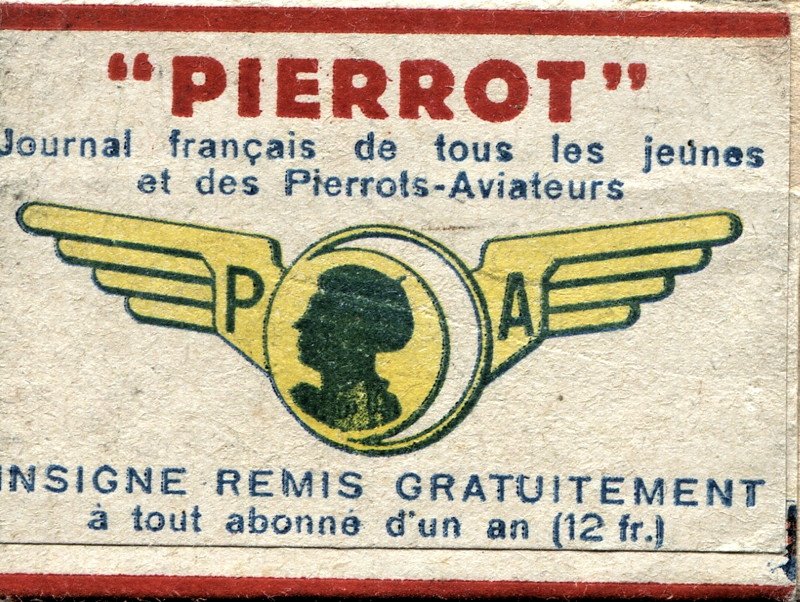 "PIERROT"
Journal français de tous les jeunes
et des Pierrots-Aviateurs
P A
INSIGNE REMIS GRATUITEMENT
à tout abonné d'un an (12 fr.)